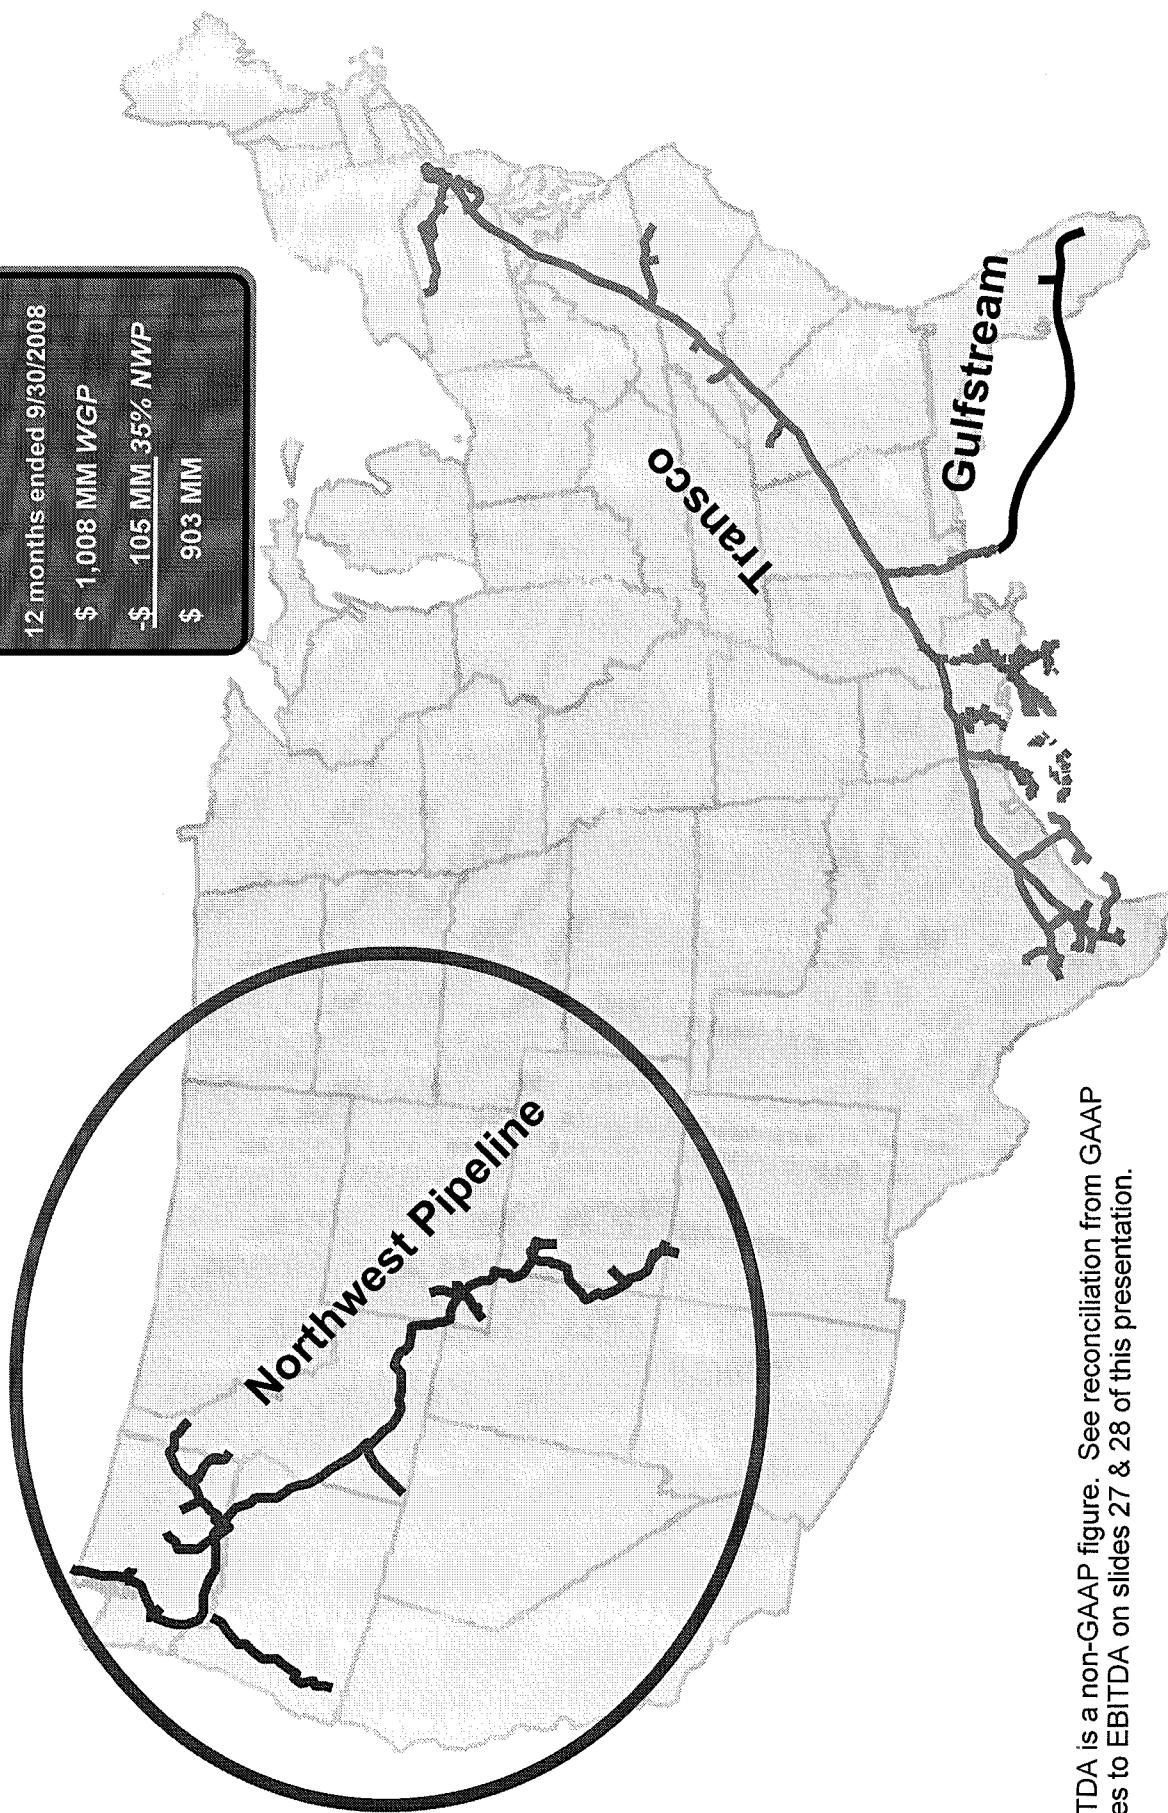 12 months ended 9/30/2008
$ 1,008 MM WGP
-$ 105 MM 35% NWP
$ 903 MM
Northwest Pipeline
Transco
Gulfstream
TDA is a non-GAAP figure. See reconciliation from GAAP
es to EBITDA on slides 27 & 28 of this presentation.